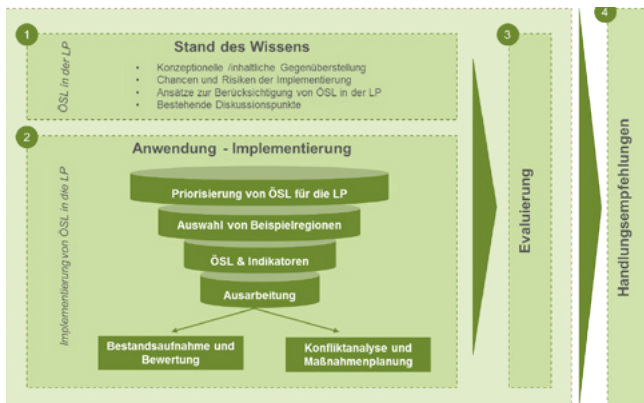 1
ÖSL in der LP
Stand des Wissens
• Konzeptionelle /inhaltliche Gegenüberstellung
• Chancen und Risiken der Implementierung
• Ansätze zur Berücksichtigung von ÖSL in der LP
• Bestehende Diskussionspunkte
2
Implementierung von ÖSL in die LP
Anwendung - Implementierung
Priorisierung von ÖSL für die LP
Auswahl von Beispielregionen
ÖSL & Indikatoren
Ausarbeitung
Bestandsaufnahme und
Bewertung
Konfliktanalyse und
Maßnahmenplanung
3
Evaluierung
4
Handlungsempfehlungen